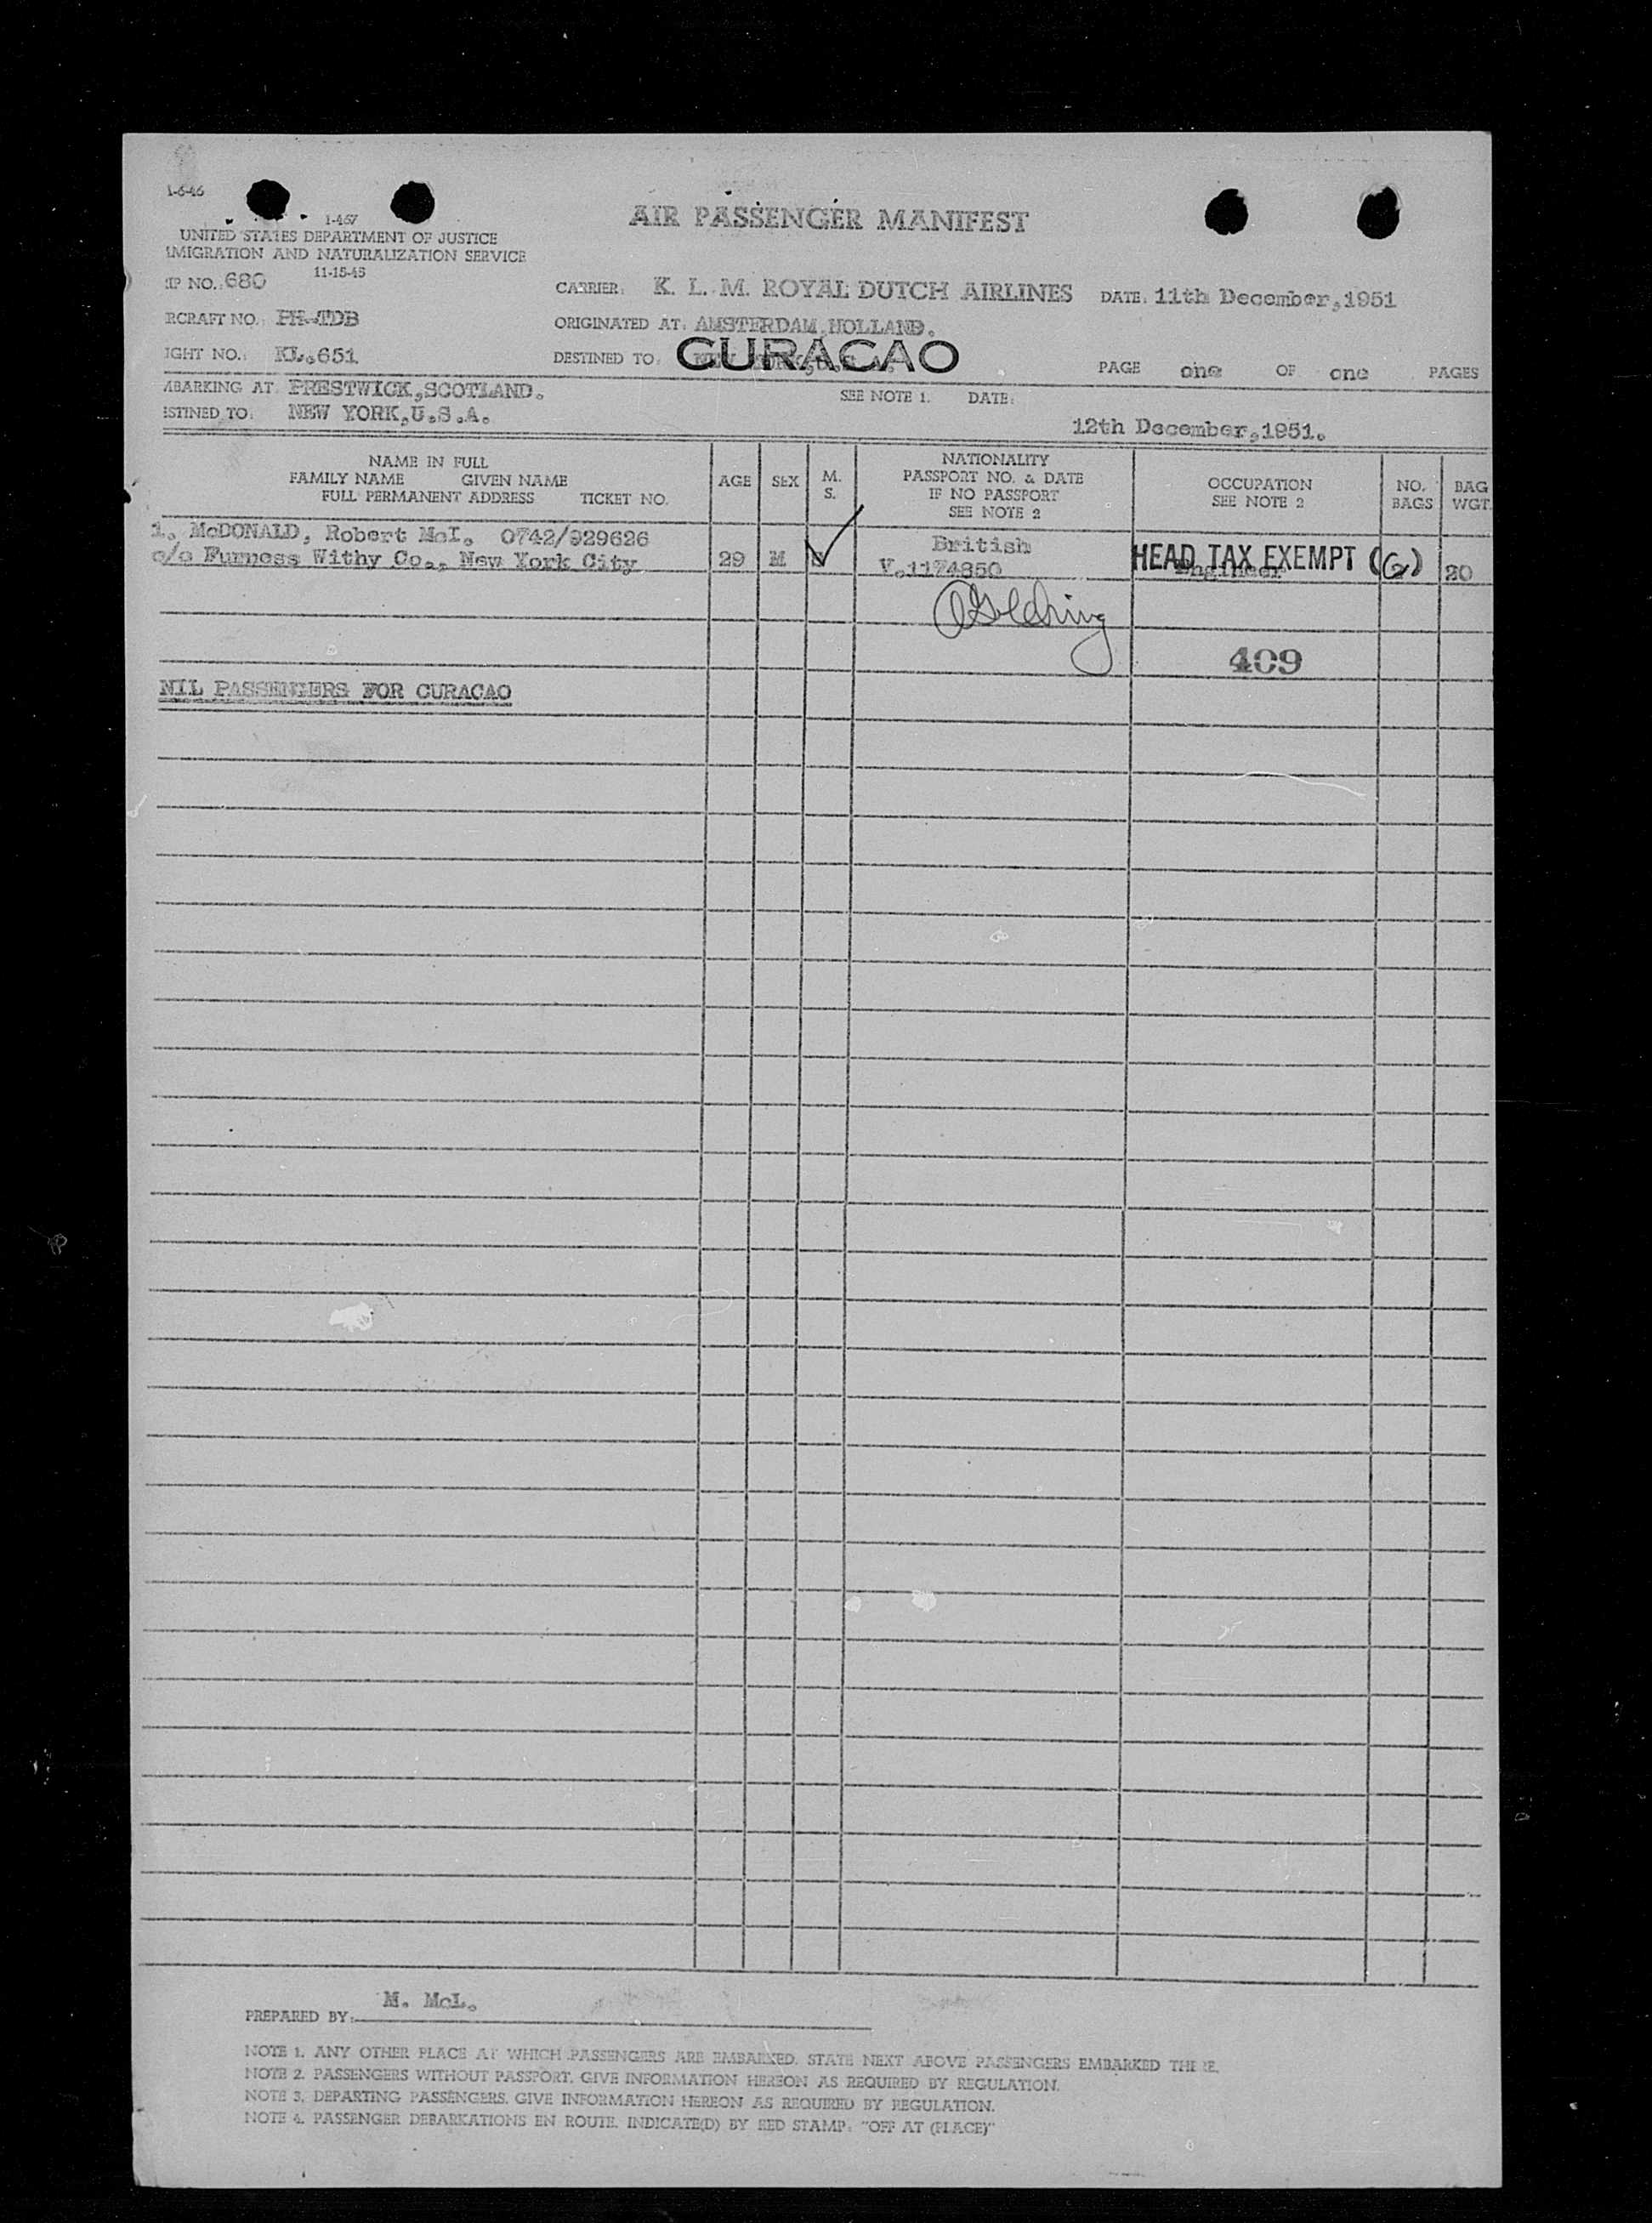 1-6-46
1-467
AIR PASSENGER MANIFEST
UNITED STATES DEPARTMENT OF JUSTICE
IMIGRATION AND NATURALIZATION SERVICE
11-15-45
IP NO.: 680
CARRIER: K. L. M. ROYAL DUTCH AIRLINES DATE: 11th December, 1951
RCRAFT NO.: PH-TDB ORIGINATED AT: AMSTERDAM, HOLLAND.
IGHT NO.: KL.651 DESTINED TO: CURACAO PAGE one OF one PAGES
MBARKING AT PRESTWICK, SCOTLAND. SEE NOTE 1. DATE:
ESTINED TO: NEW YORK, U.S.A. 12th December, 1951.
NAME IN FULL
FAMILY NAME GIVEN NAME
FULL PERMANENT ADDRESS TICKET NO.
AGE SEX M. S.
NATIONALITY
PASSPORT NO. & DATE
IF NO PASSPORT
SEE NOTE 2
OCCUPATION
SEE NOTE 2
NO. BAGS
BAG WGT.
1. McDONALD, Robert McI. 0742/929626 British
c/o Furness Withy Co., New York City 29 M V.1174850 Engineer 20
HEAD TAX EXEMPT (G)
409
NIL PASSENGERS FOR CURACAO
M. McL.
PREPARED BY:
NOTE 1. ANY OTHER PLACE AT WHICH PASSENGERS ARE EMBARKED, STATE NEXT ABOVE PASSENGERS EMBARKED THERE.
NOTE 2. PASSENGERS WITHOUT PASSPORT, GIVE INFORMATION HEREON AS REQUIRED BY REGULATION.
NOTE 3. DEPARTING PASSENGERS, GIVE INFORMATION HEREON AS REQUIRED BY REGULATION.
NOTE 4. PASSENGER DEBARKATIONS EN ROUTE, INDICATE(D) BY RED STAMP: "OFF AT (PLACE)"